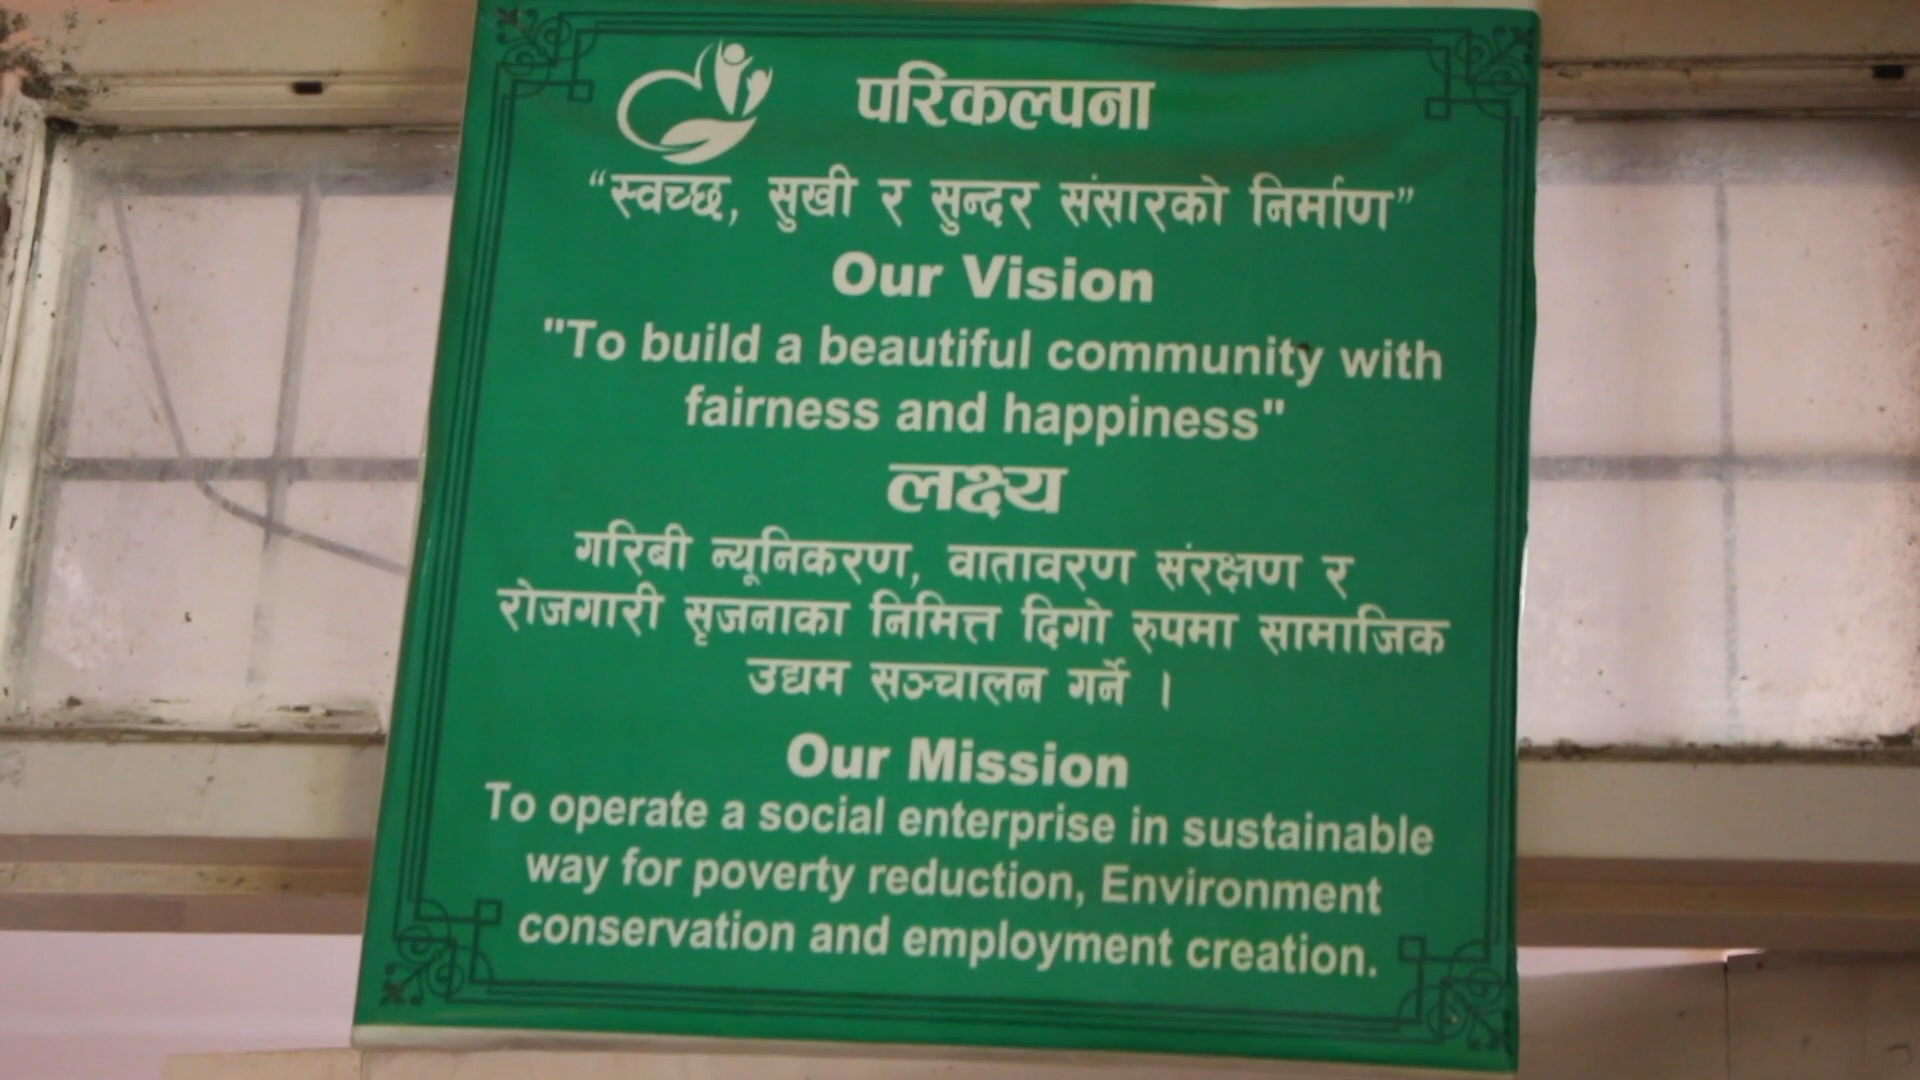 परिकल्पना
“स्वच्छ, सुखी र सुन्दर संसारको निर्माण”
Our Vision
"To build a beautiful community with
fairness and happiness"
लक्ष्य
गरिबी न्यूनिकरण, वातावरण संरक्षण र
रोजगारी सृजनाका निमित्त दिगो रुपमा सामाजिक
उद्यम सञ्चालन गर्ने ।
Our Mission
To operate a social enterprise in sustainable
way for poverty reduction, Environment
conservation and employment creation.